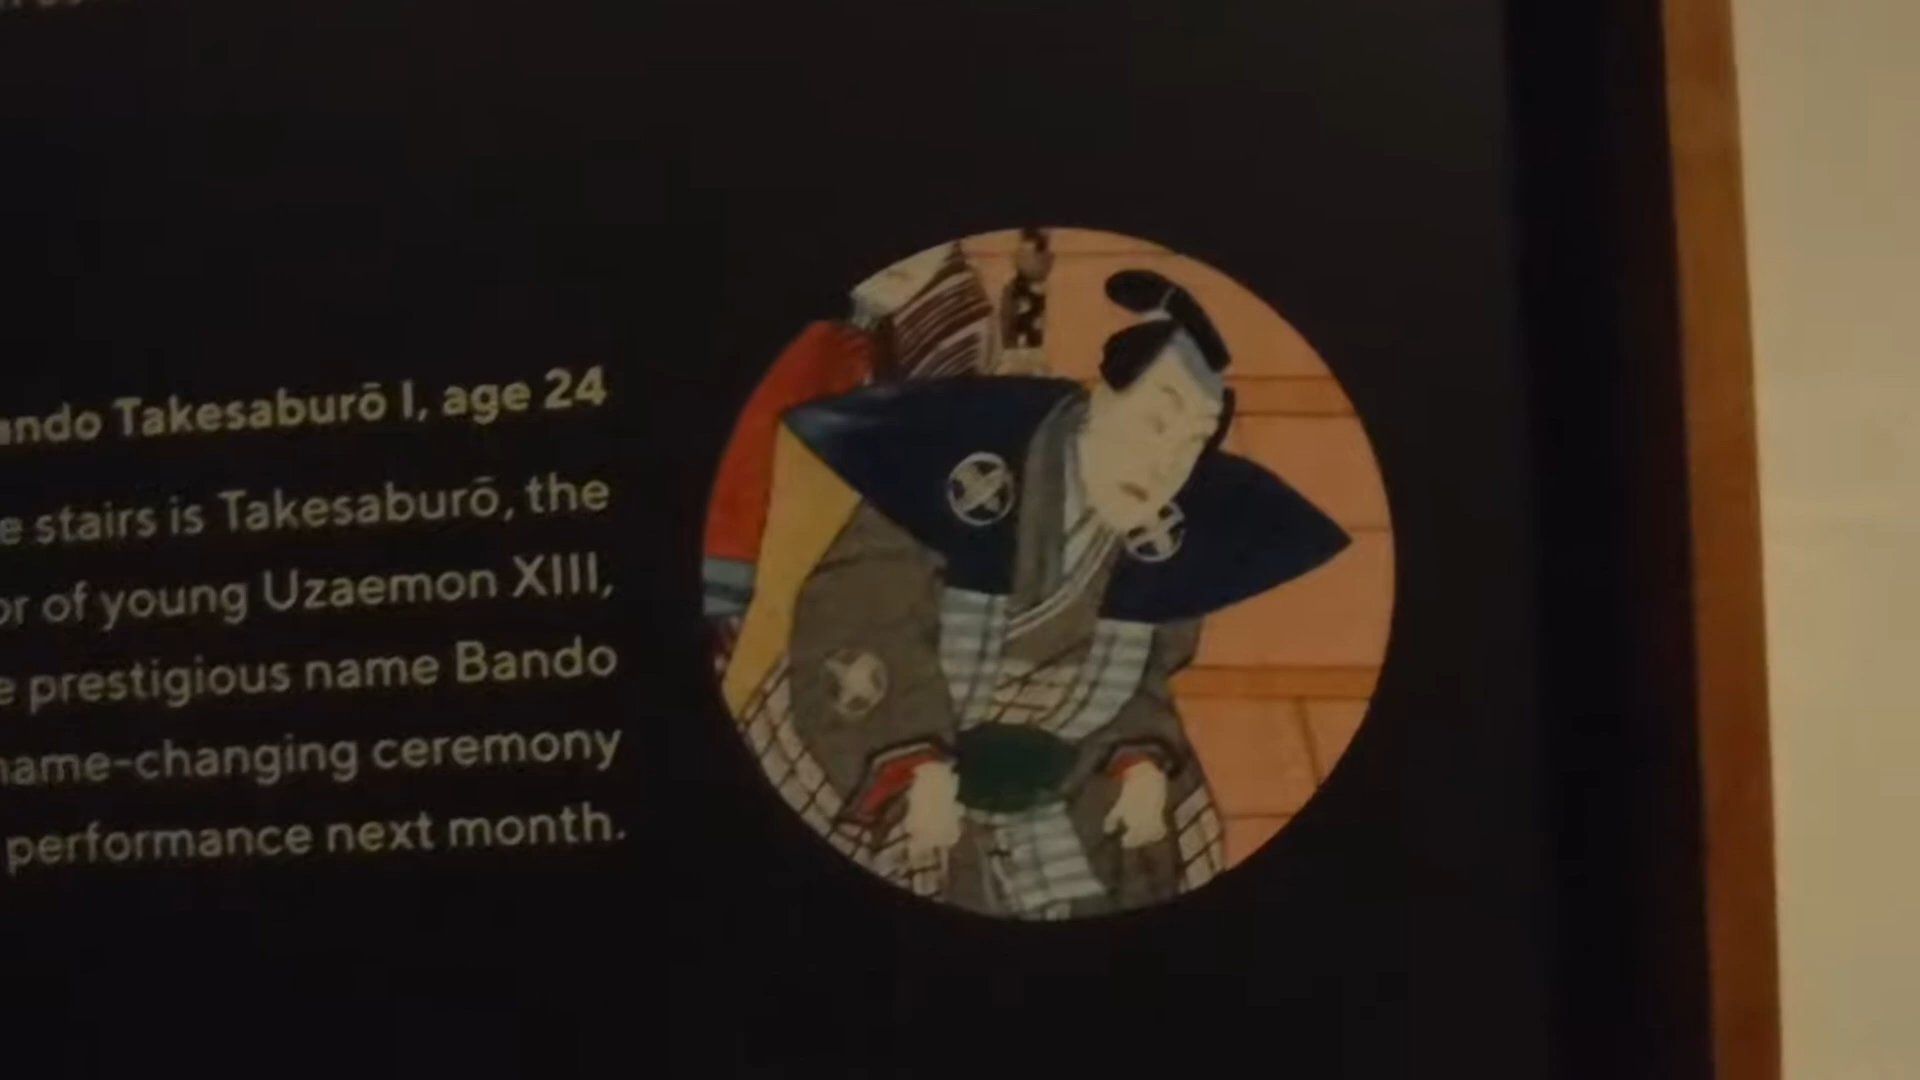 ando Takesaburō I, age 24
e stairs is Takesaburō, the
or of young Uzaemon XIII,
e prestigious name Bando
name-changing ceremony
performance next month.